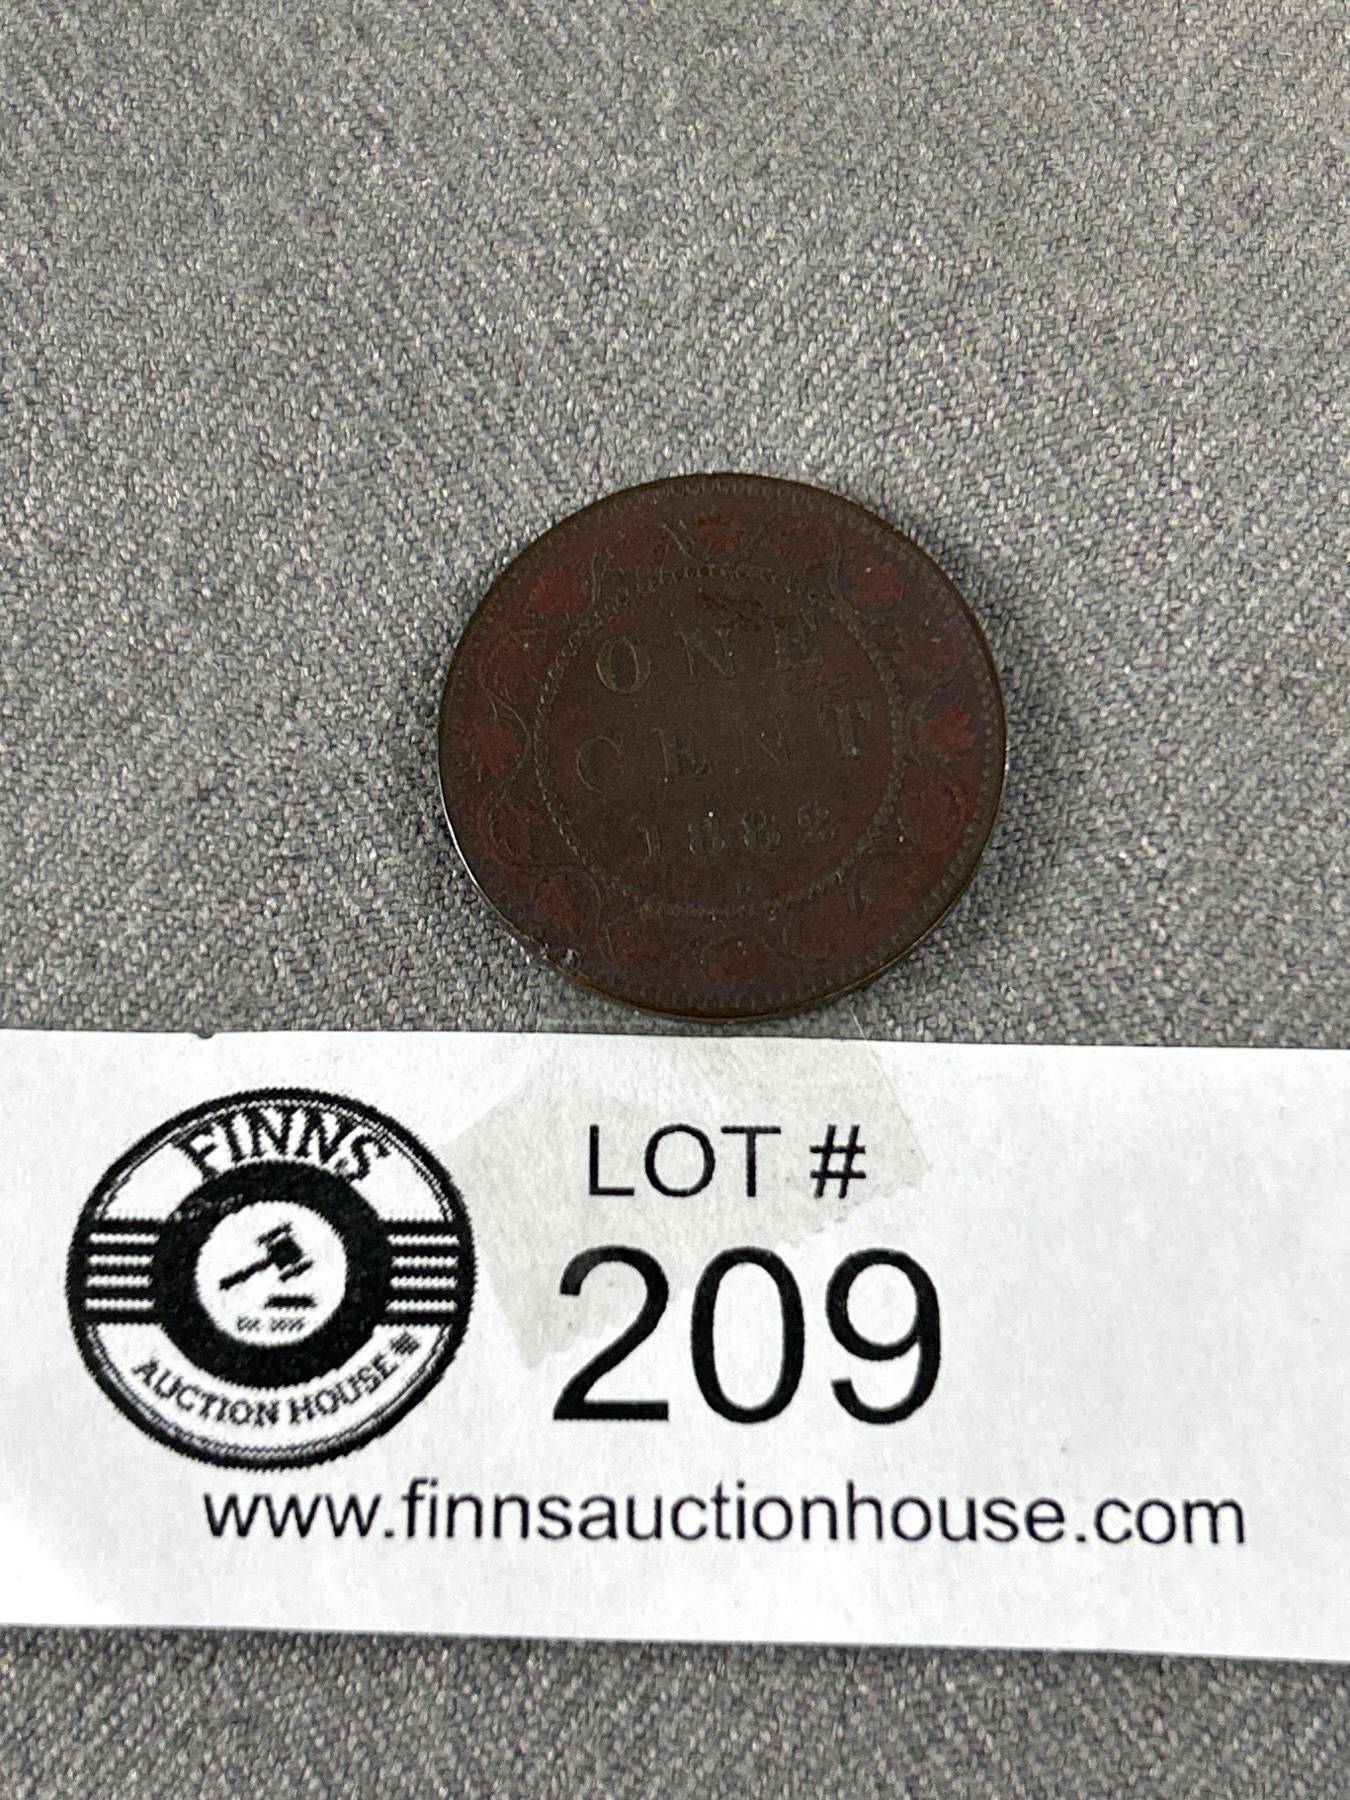 ONE
CENT
1882
H
FINNS
AUCTION HOUSE
LOT #
209
www.finnsauctionhouse.com